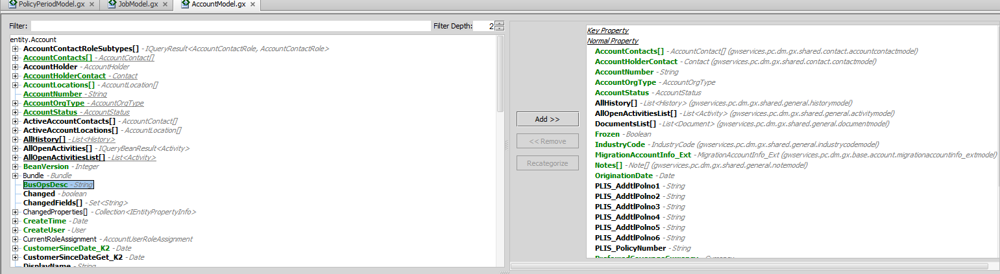 PolicyPeriodModel.gx × JobModel.gx × AccountModel.gx ×
Filter: Filter Depth: 2
entity.Account
AccountContactRoleSubtypes[] - IQueryResult<AccountContactRole, AccountContactRole>
AccountContacts[] - AccountContact[]
AccountHolder - AccountHolder
AccountHolderContact - Contact
AccountLocations[] - AccountLocation[]
AccountNumber - String
AccountOrgType - AccountOrgType
AccountStatus - AccountStatus
ActiveAccountContacts[] - AccountContact[]
ActiveAccountLocations[] - AccountLocation[]
AllHistory[] - List<History>
AllOpenActivities[] - IQueryBeanResult<Activity>
AllOpenActivitiesList[] - List<Activity>
BeanVersion - Integer
Bundle - Bundle
BusOpsDesc - String
Changed - boolean
ChangedFields[] - Set<String>
ChangedProperties[] - Collection<IEntityPropertyInfo>
CreateTime - Date
CreateUser - User
CurrentRoleAssignment - AccountUserRoleAssignment
CustomerSinceDate_K2 - Date
CustomerSinceDateGet_K2 - Date
DisplayName - String
Add >>
<< Remove
Recategorize
Key Property
Normal Property
AccountContacts[] - AccountContact[] (gwservices.pc.dm.gx.shared.contact.accountcontactmodel)
AccountHolderContact - Contact (gwservices.pc.dm.gx.shared.contact.contactmodel)
AccountNumber - String
AccountOrgType - AccountOrgType
AccountStatus - AccountStatus
AllHistory[] - List<History> (gwservices.pc.dm.gx.shared.general.historymodel)
AllOpenActivitiesList[] - List<Activity> (gwservices.pc.dm.gx.shared.general.activitymodel)
DocumentsList[] - List<Document> (gwservices.pc.dm.gx.shared.general.documentmodel)
Frozen - Boolean
IndustryCode - IndustryCode (gwservices.pc.dm.gx.shared.general.industrycodemodel)
MigrationAccountInfo_Ext - MigrationAccountInfo_Ext (gwservices.pc.dm.gx.base.account.migrationaccountinfo_extmodel)
Notes[] - Note[] (gwservices.pc.dm.gx.shared.general.notemodel)
OriginationDate - Date
PLIS_AddtlPolno1 - String
PLIS_AddtlPolno2 - String
PLIS_AddtlPolno3 - String
PLIS_AddtlPolno4 - String
PLIS_AddtlPolno5 - String
PLIS_AddtlPolno6 - String
PLIS_PolicyNumber - String
PreferredCoverageCurrency - Currency